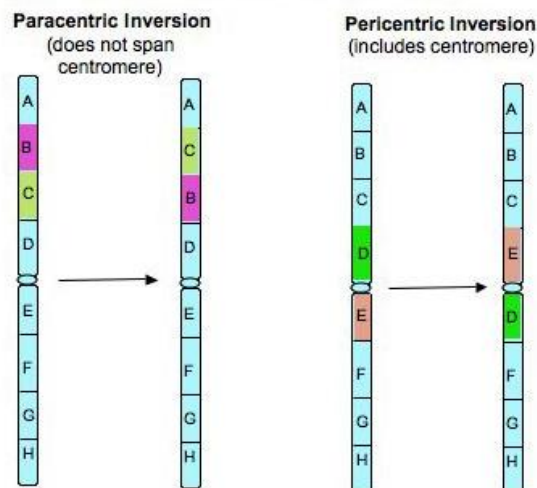 Paracentric Inversion
(does not span
centromere)
A
B
C
D
E
F
G
H
A
C
B
D
E
F
G
H
Pericentric Inversion
(includes centromere)
A
B
C
D
E
F
G
H
A
B
C
E
D
F
G
H